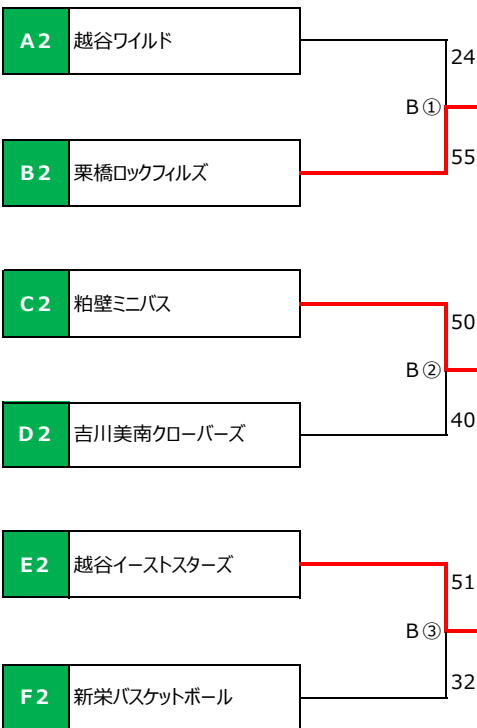 A2 越谷ワイルド
24
B①
B2 栗橋ロックフィルズ
55
C2 粕壁ミニバス
50
B②
D2 吉川美南クローバーズ
40
E2 越谷イーストスターズ
51
B③
F2 新栄バスケットボール
32